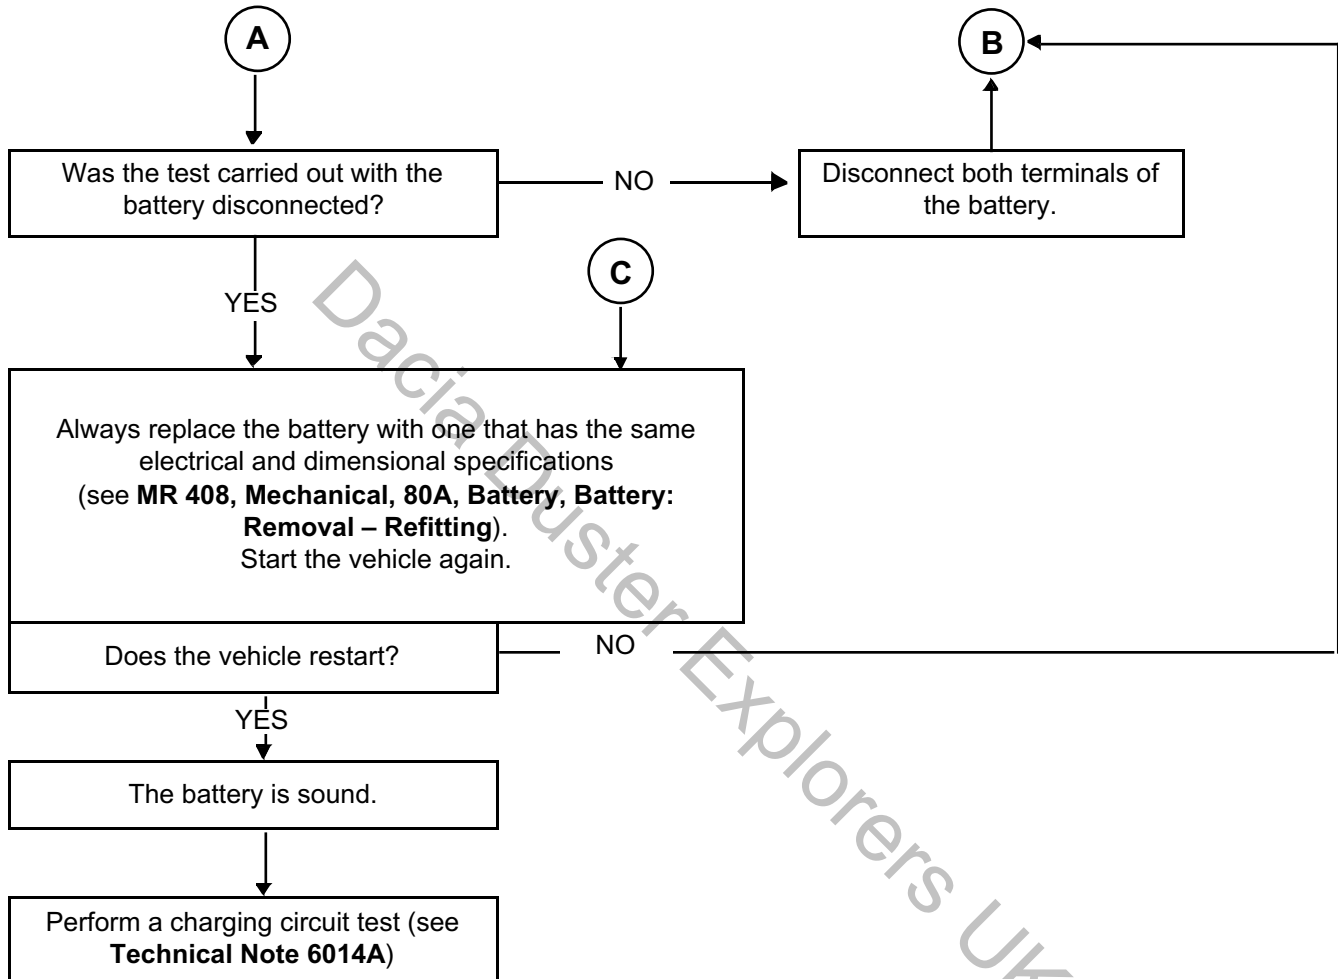 A
B
Was the test carried out with the
battery disconnected?
NO
Disconnect both terminals of
the battery.
C
YES
Always replace the battery with one that has the same
electrical and dimensional specifications
(see MR 408, Mechanical, 80A, Battery, Battery:
Removal – Refitting).
Start the vehicle again.
Does the vehicle restart?
NO
YES
The battery is sound.
Perform a charging circuit test (see
Technical Note 6014A)
Dacia Duster Explorers UK